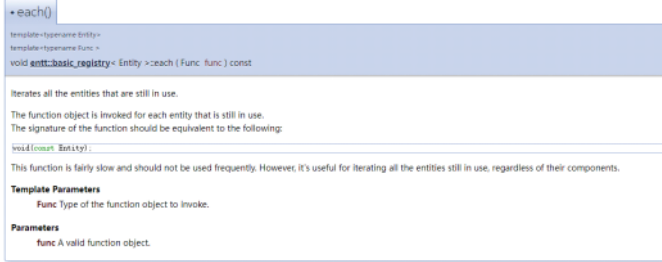 ◆ each()
template<typename Entity>
template<typename Func >
void entt::basic_registry< Entity >::each ( Func func ) const
Iterates all the entities that are still in use.
The function object is invoked for each entity that is still in use.
The signature of the function should be equivalent to the following:
void(const Entity);
This function is fairly slow and should not be used frequently. However, it's useful for iterating all the entities still in use, regardless of their components.
Template Parameters
Func Type of the function object to invoke.
Parameters
func A valid function object.